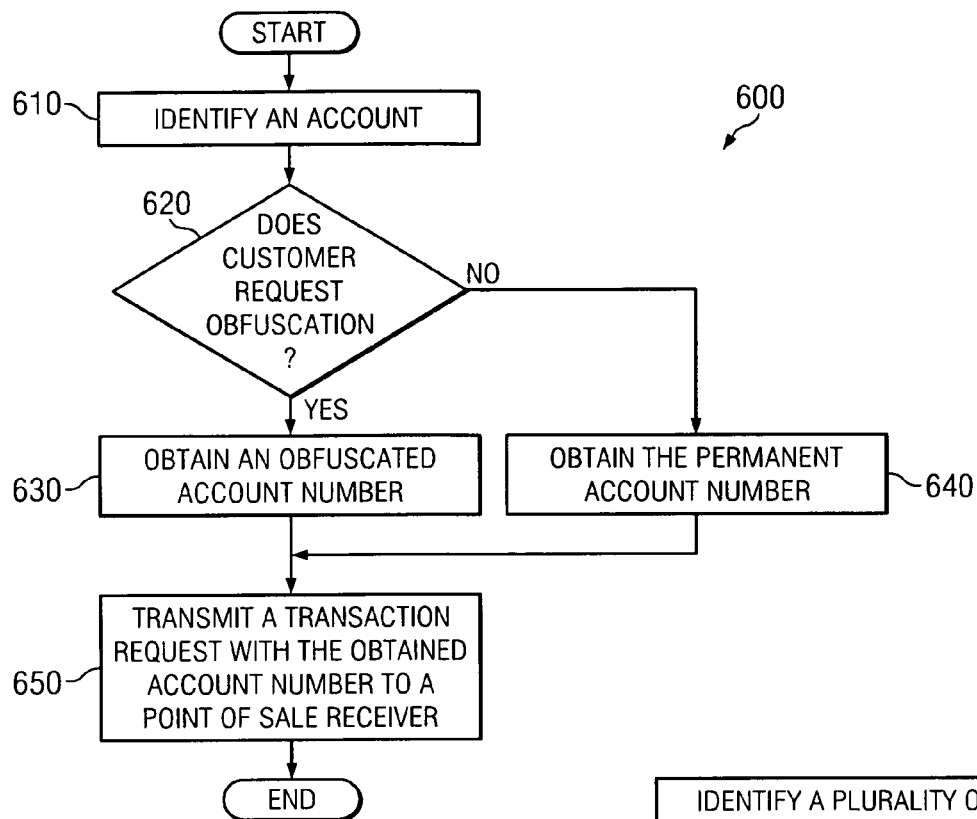 START
610
IDENTIFY AN ACCOUNT
600
620
DOES
CUSTOMER
REQUEST
OBFUSCATION
?
NO
YES
630
OBTAIN AN OBFUSCATED
ACCOUNT NUMBER
OBTAIN THE PERMANENT
ACCOUNT NUMBER
640
650
TRANSMIT A TRANSACTION
REQUEST WITH THE OBTAINED
ACCOUNT NUMBER TO A
POINT OF SALE RECEIVER
END
IDENTIFY A PLURALITY